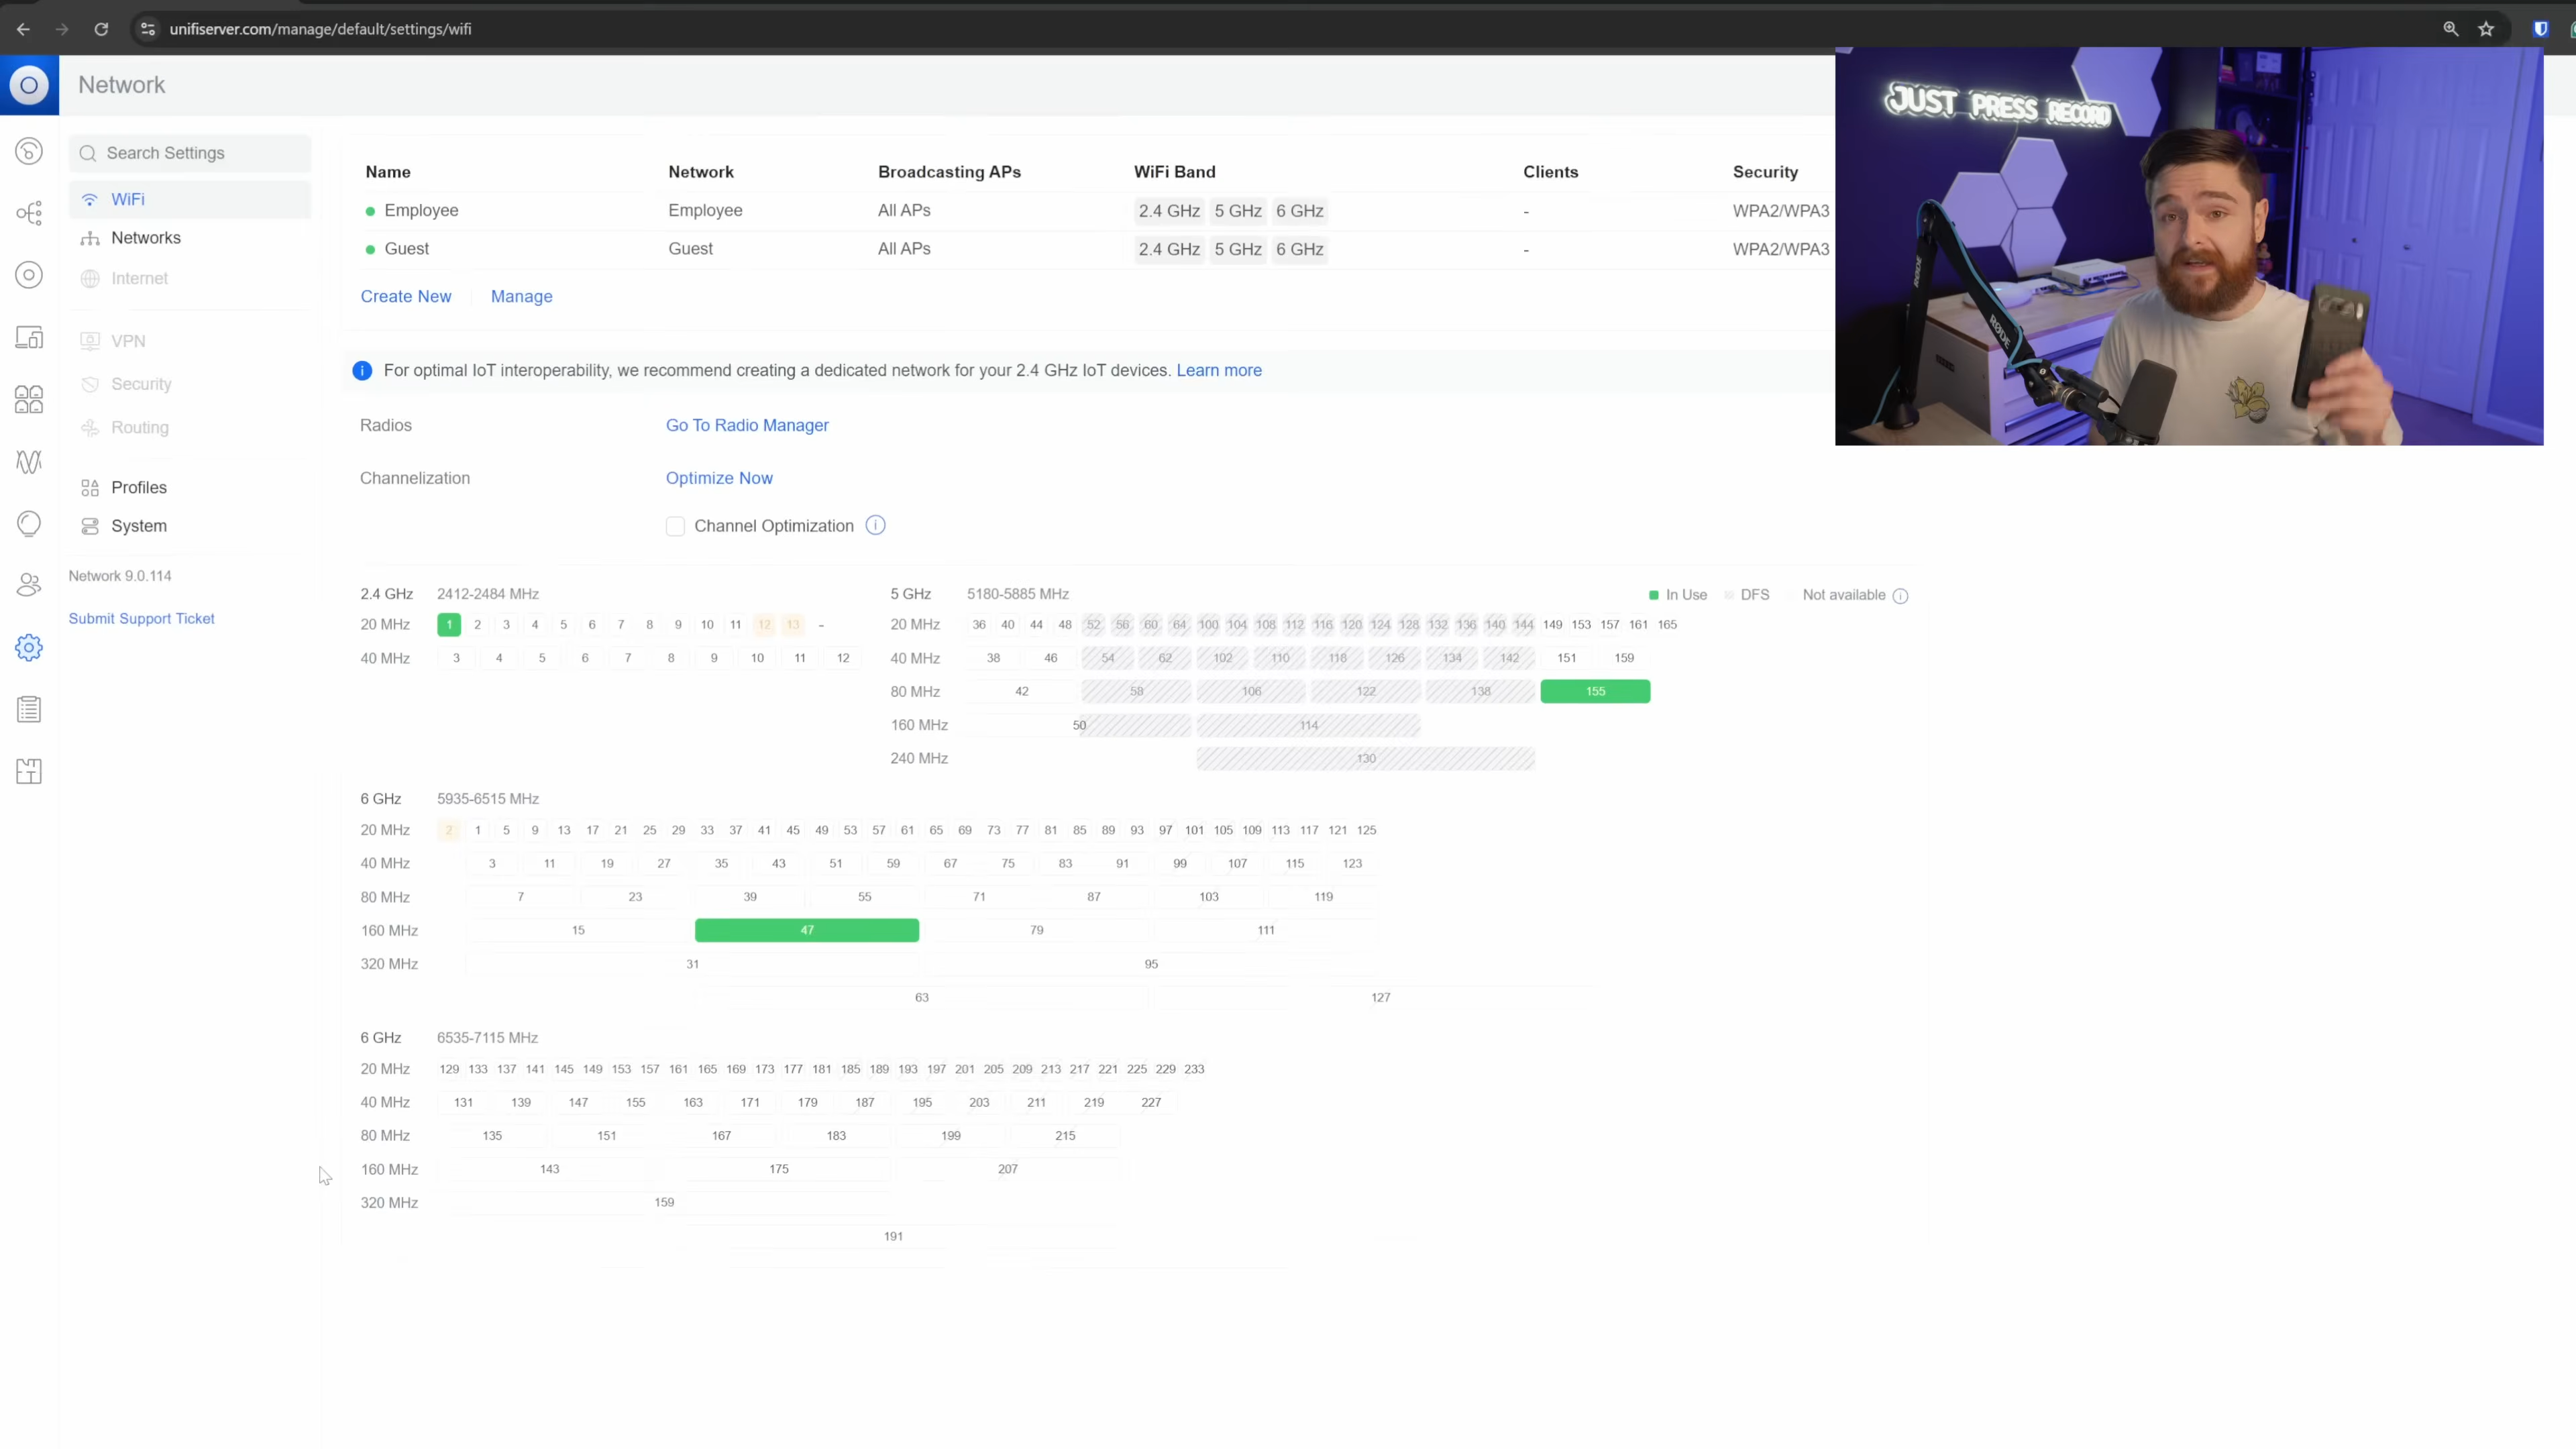 unifiserver.com/manage/default/settings/wifi
Network
JUST PRESS RECORD
RØDE
RØDE
Search Settings
WiFi
Networks
Internet
VPN
Security
Routing
Profiles
System
Network 9.0.114
Submit Support Ticket
Name Network Broadcasting APs WiFi Band Clients Security
Employee Employee All APs 2.4 GHz 5 GHz 6 GHz - WPA2/WPA3
Guest Guest All APs 2.4 GHz 5 GHz 6 GHz - WPA2/WPA3
Create New Manage
For optimal IoT interoperability, we recommend creating a dedicated network for your 2.4 GHz IoT devices. Learn more
Radios Go To Radio Manager
Channelization Optimize Now
Channel Optimization
2.4 GHz 2412-2484 MHz
20 MHz 1 2 3 4 5 6 7 8 9 10 11 12 13 -
40 MHz 3 4 5 6 7 8 9 10 11 12
5 GHz 5180-5885 MHz In Use DFS Not available
20 MHz 36 40 44 48 52 56 60 64 100 104 108 112 116 120 124 128 132 136 140 144 149 153 157 161 165
40 MHz 38 46 54 62 102 110 118 126 134 142 151 159
80 MHz 42 58 106 122 138 155
160 MHz 50 114
240 MHz 130
6 GHz 5935-6515 MHz
20 MHz 2 1 5 9 13 17 21 25 29 33 37 41 45 49 53 57 61 65 69 73 77 81 85 89 93 97 101 105 109 113 117 121 125
40 MHz 3 11 19 27 35 43 51 59 67 75 83 91 99 107 115 123
80 MHz 7 23 39 55 71 87 103 119
160 MHz 15 47 79 111
320 MHz 31 95
63 127
6 GHz 6535-7115 MHz
20 MHz 129 133 137 141 145 149 153 157 161 165 169 173 177 181 185 189 193 197 201 205 209 213 217 221 225 229 233
40 MHz 131 139 147 155 163 171 179 187 195 203 211 219 227
80 MHz 135 151 167 183 199 215
160 MHz 143 175 207
320 MHz 159
191